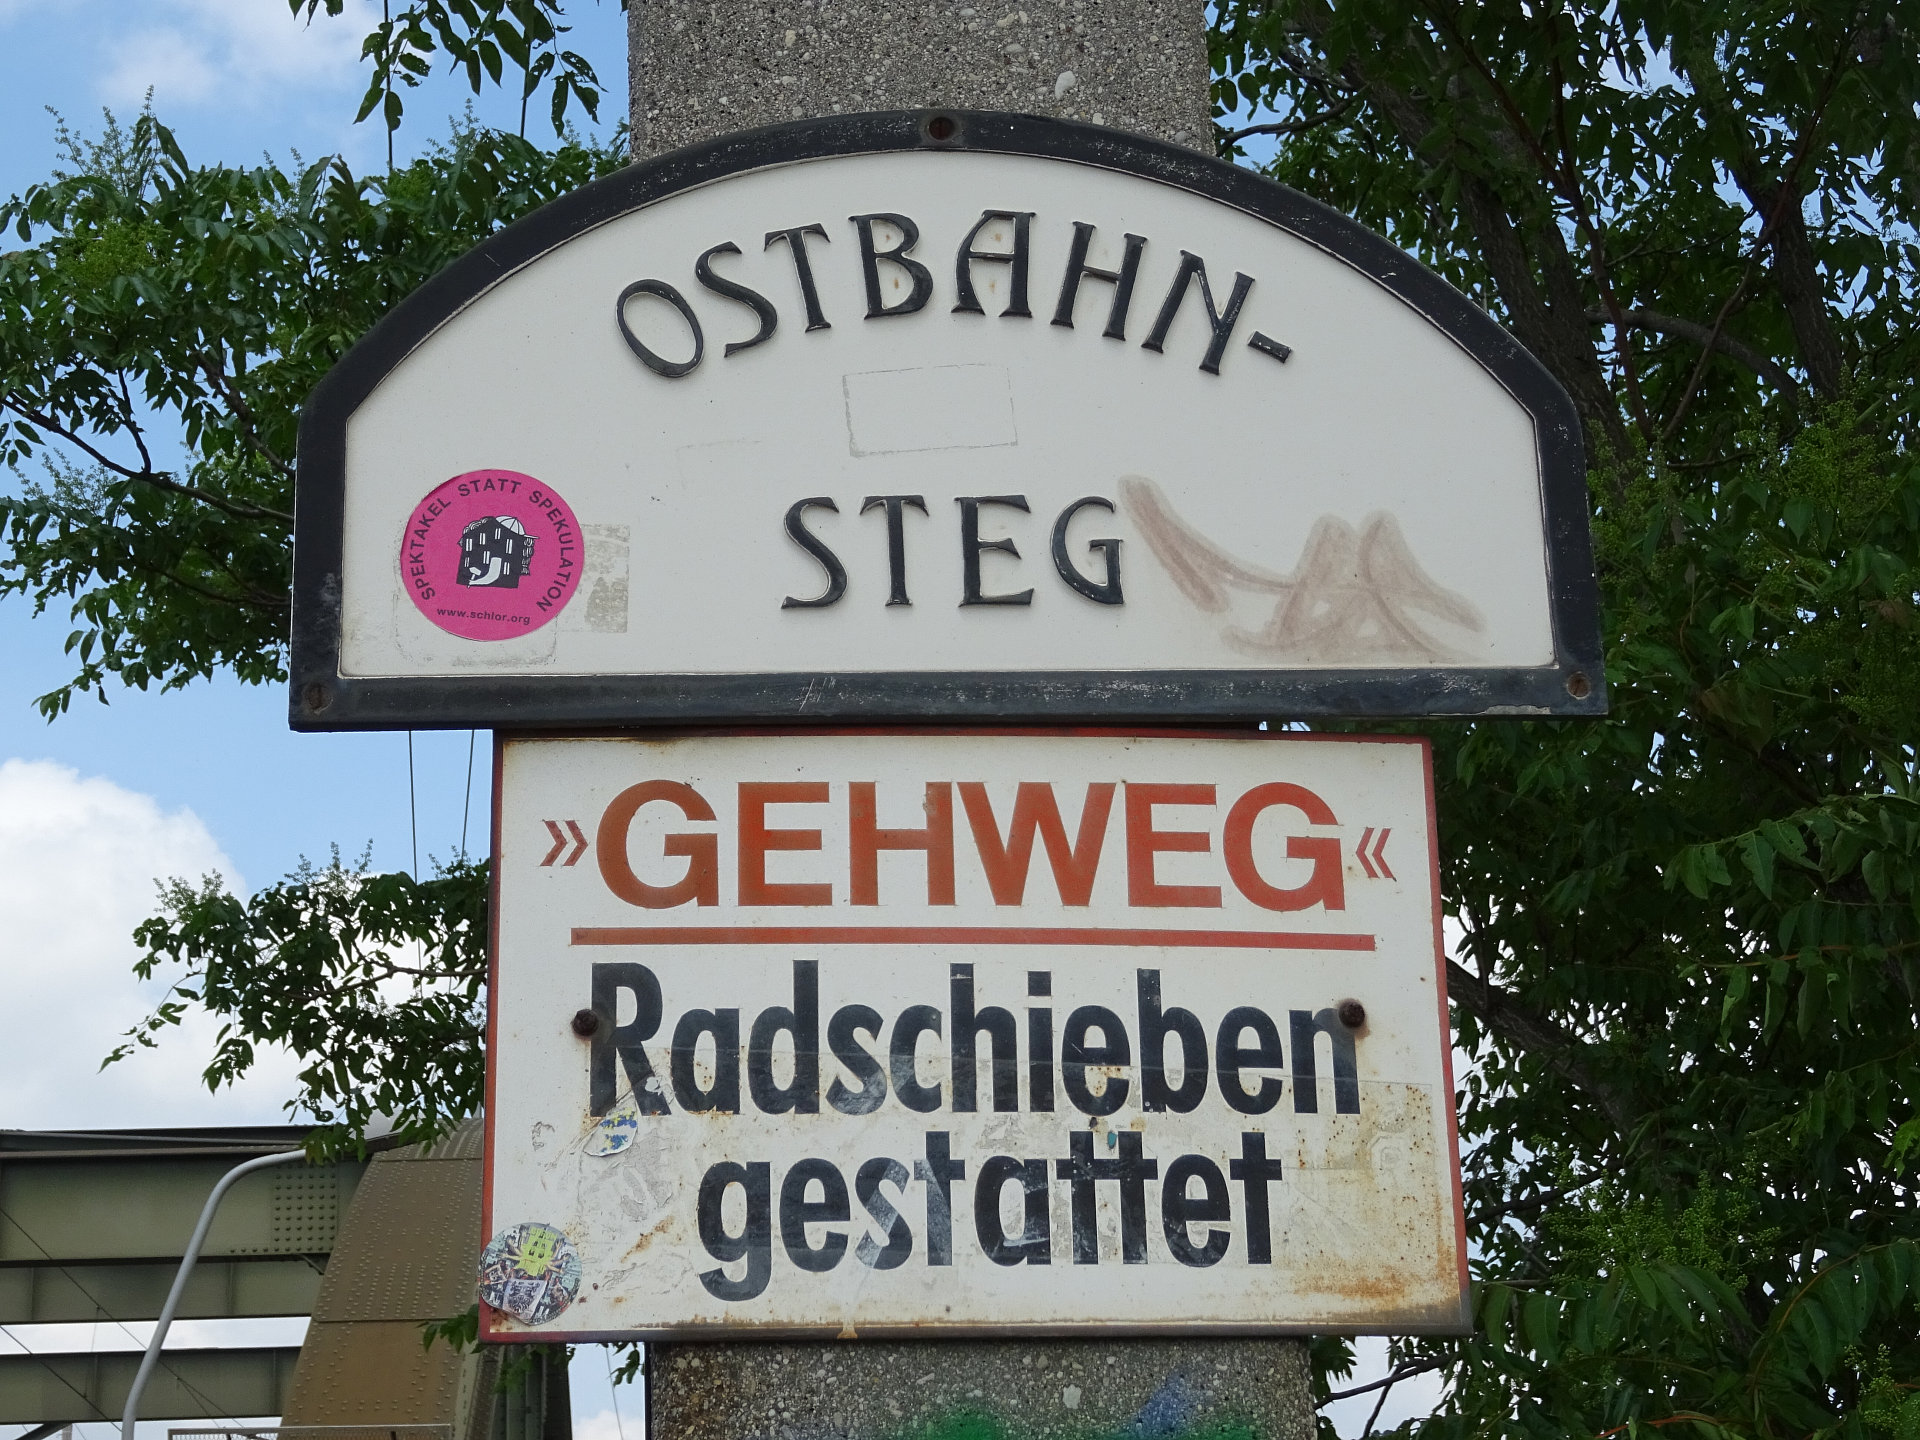 OSTBAHN-
STEG
SPEKTAKEL STATT SPEKULATION
www.schlor.org
»GEHWEG«
Radschieben
gestattet